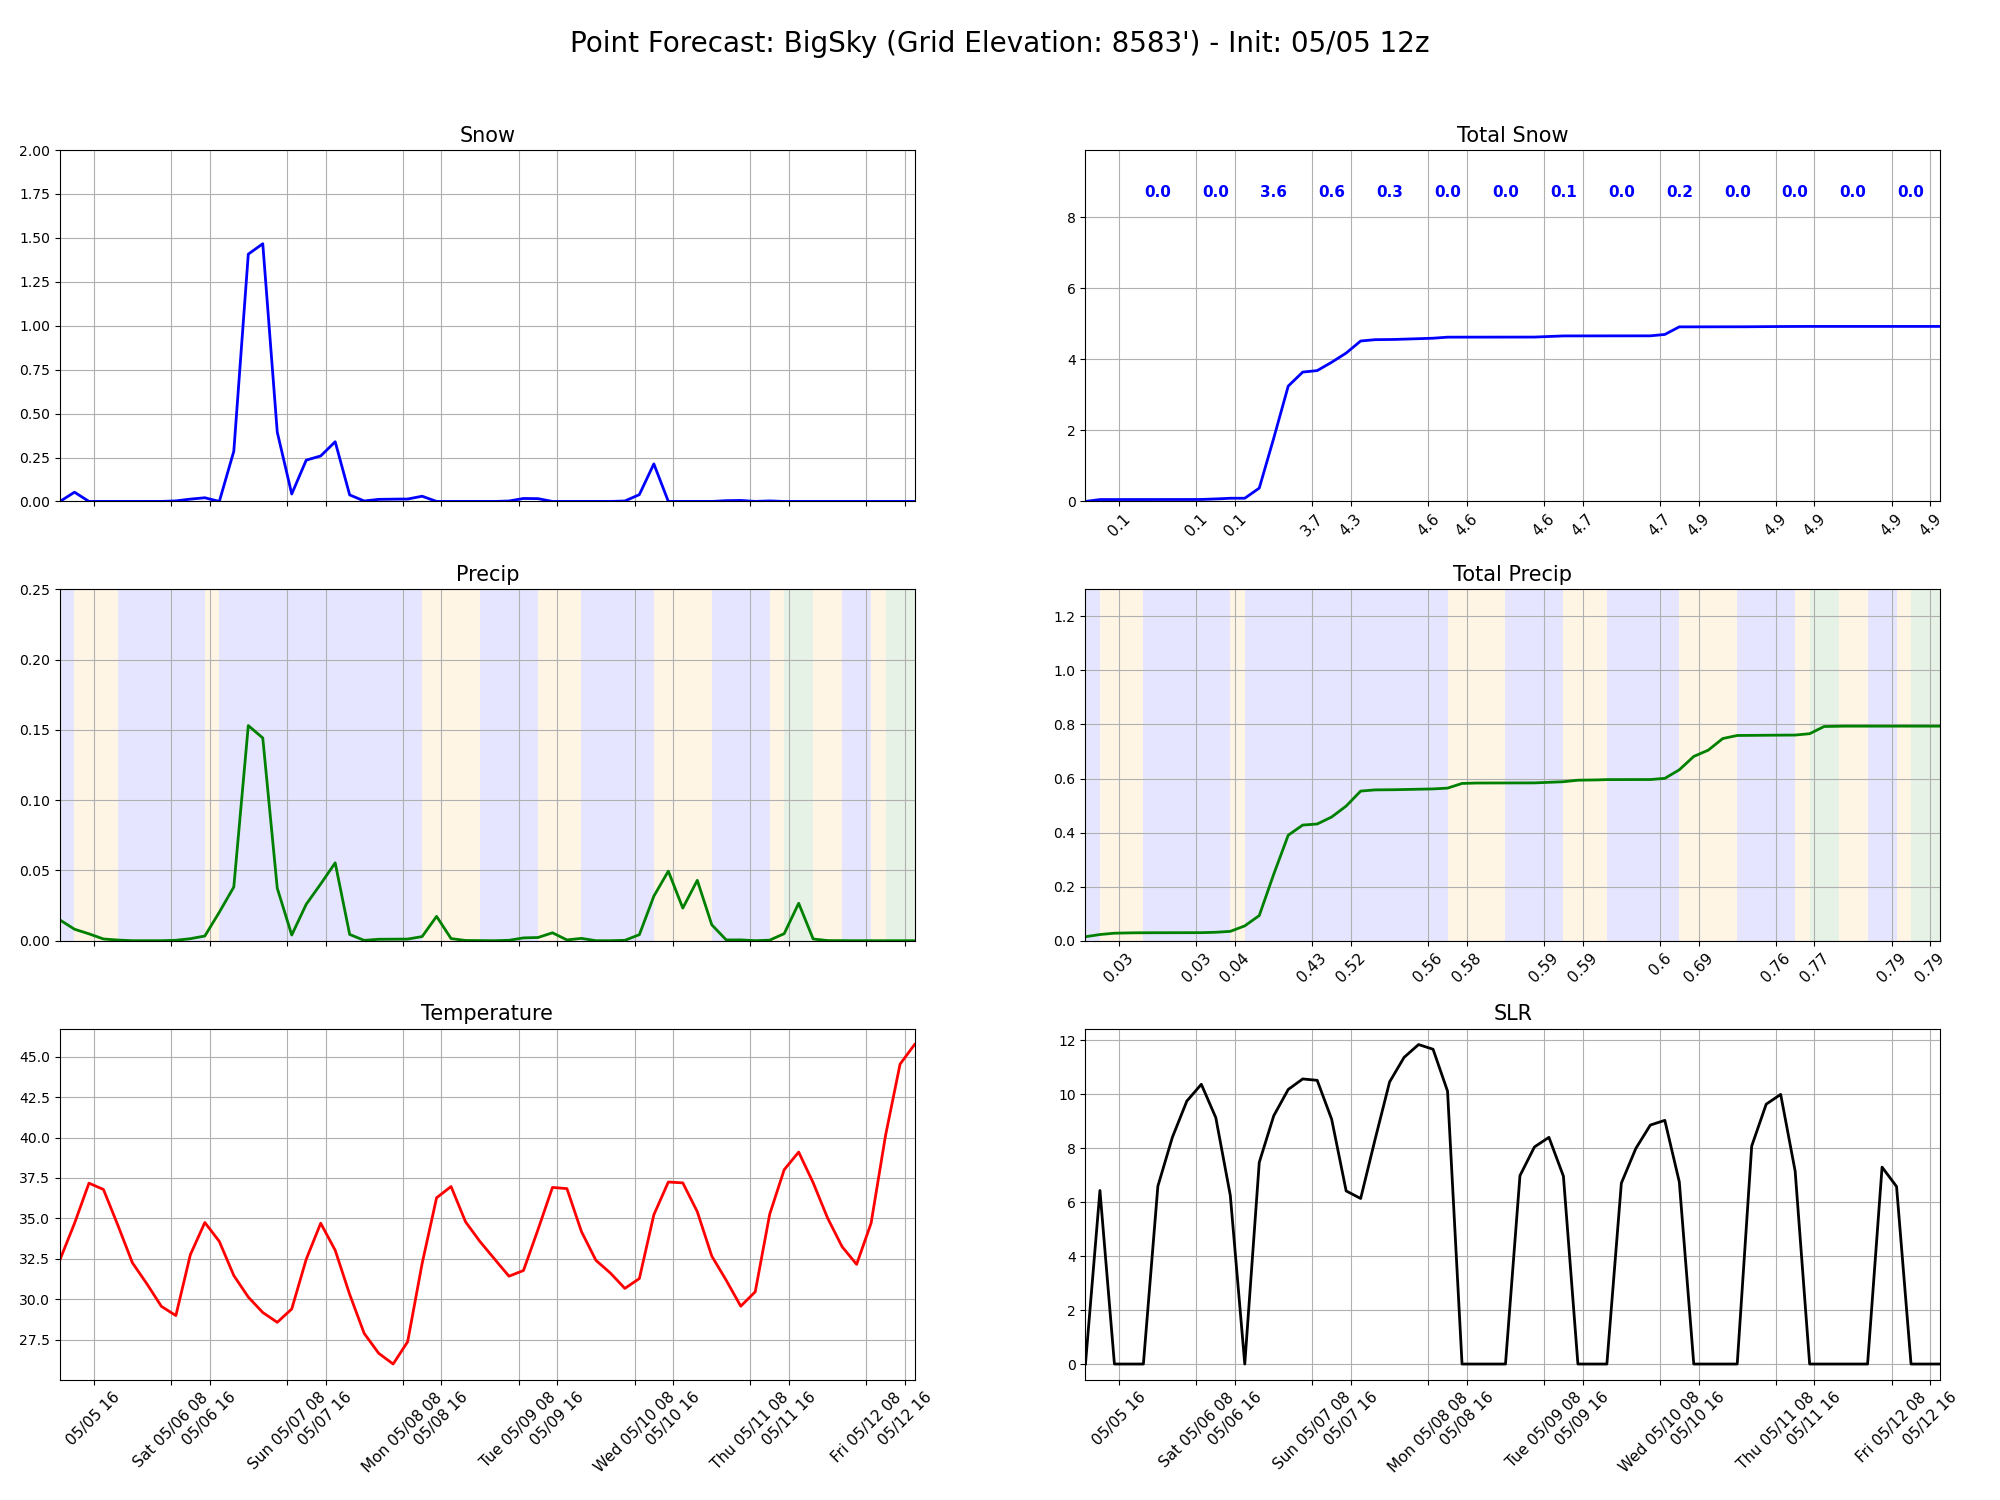 Point Forecast: BigSky (Grid Elevation: 8583') - Init: 05/05 12z
Snow
2.00
1.75
1.50
1.25
1.00
0.75
0.50
0.25
0.00
Total Snow
0.0 0.0 3.6 0.6 0.3 0.0 0.0 0.1 0.0 0.2 0.0 0.0 0.0 0.0
8
6
4
2
0
0.1 0.1 0.1 3.7 4.3 4.6 4.6 4.6 4.7 4.7 4.9 4.9 4.9 4.9 4.9
Precip
0.25
0.20
0.15
0.10
0.05
0.00
Total Precip
1.2
1.0
0.8
0.6
0.4
0.2
0.0
0.03 0.03 0.04 0.43 0.52 0.56 0.58 0.59 0.59 0.6 0.69 0.76 0.77 0.79 0.79
Temperature
45.0
42.5
40.0
37.5
35.0
32.5
30.0
27.5
05/05 16
Sat 05/06 08
05/06 16
Sun 05/07 08
05/07 16
Mon 05/08 08
05/08 16
Tue 05/09 08
05/09 16
Wed 05/10 08
05/10 16
Thu 05/11 08
05/11 16
Fri 05/12 08
05/12 16
SLR
12
10
8
6
4
2
0
05/05 16
Sat 05/06 08
05/06 16
Sun 05/07 08
05/07 16
Mon 05/08 08
05/08 16
Tue 05/09 08
05/09 16
Wed 05/10 08
05/10 16
Thu 05/11 08
05/11 16
Fri 05/12 08
05/12 16